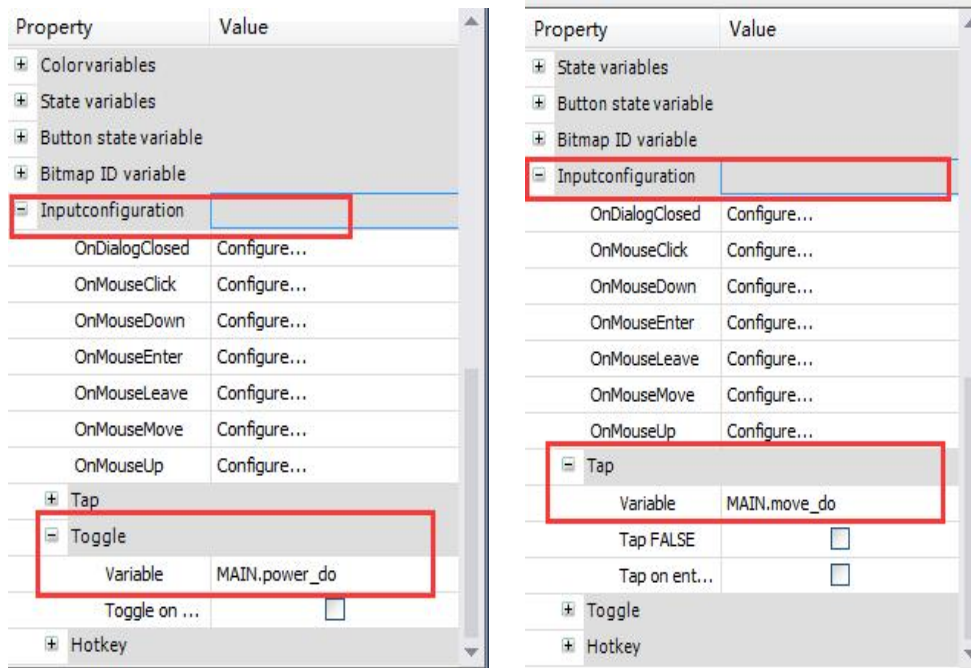 Property Value
Colorvariables
State variables
Button state variable
Bitmap ID variable
Inputconfiguration
OnDialogClosed Configure...
OnMouseClick Configure...
OnMouseDown Configure...
OnMouseEnter Configure...
OnMouseLeave Configure...
OnMouseMove Configure...
OnMouseUp Configure...
Tap
Toggle
Variable MAIN.power_do
Toggle on ...
Hotkey
Property Value
State variables
Button state variable
Bitmap ID variable
Inputconfiguration
OnDialogClosed Configure...
OnMouseClick Configure...
OnMouseDown Configure...
OnMouseEnter Configure...
OnMouseLeave Configure...
OnMouseMove Configure...
OnMouseUp Configure...
Tap
Variable MAIN.move_do
Tap FALSE
Tap on ent...
Toggle
Hotkey